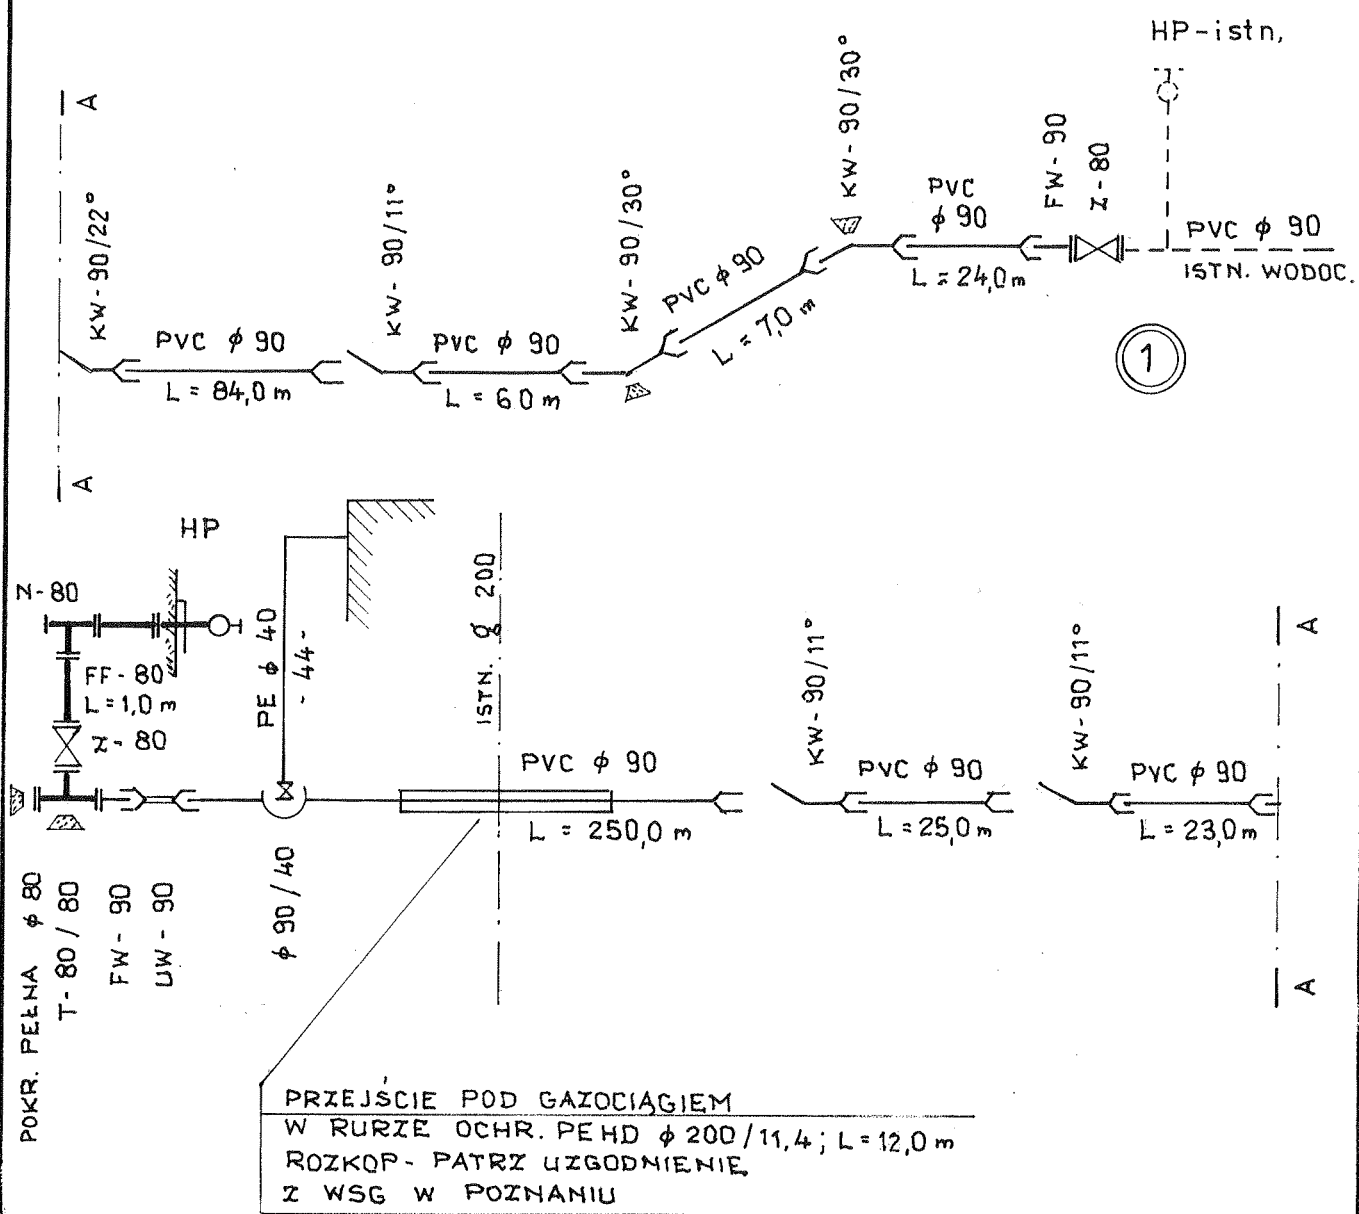 HP-istn,
A
KW-90/22°
KW-90/11°
KW-90/30°
KW-90/30°
FW-90
Z-80
PVC ϕ 90
L = 84,0 m
PVC ϕ 90
L = 60 m
PVC ϕ 90
L = 7,0 m
PVC
ϕ 90
L = 24,0 m
PVC ϕ 90
ISTN. WODOC.
1
A
HP
N-80
FF-80
L=1,0 m
Z-80
PE ϕ 40
-44-
ISTN. g 200
PVC ϕ 90
L = 250,0 m
KW-90/11°
PVC ϕ 90
L = 25,0 m
KW-90/11°
PVC ϕ 90
L = 23,0 m
A
A
POKR. PEŁNA ϕ 80
T-80/80
FW-90
UW-90
ϕ 90/40
PRZEJŚCIE POD GAZOCIĄGIEM
W RURZE OCHR. PEHD ϕ 200/11,4; L=12,0 m
ROZKOP- PATRZ UZGODNIENIE
Z WSG W POZNANIU